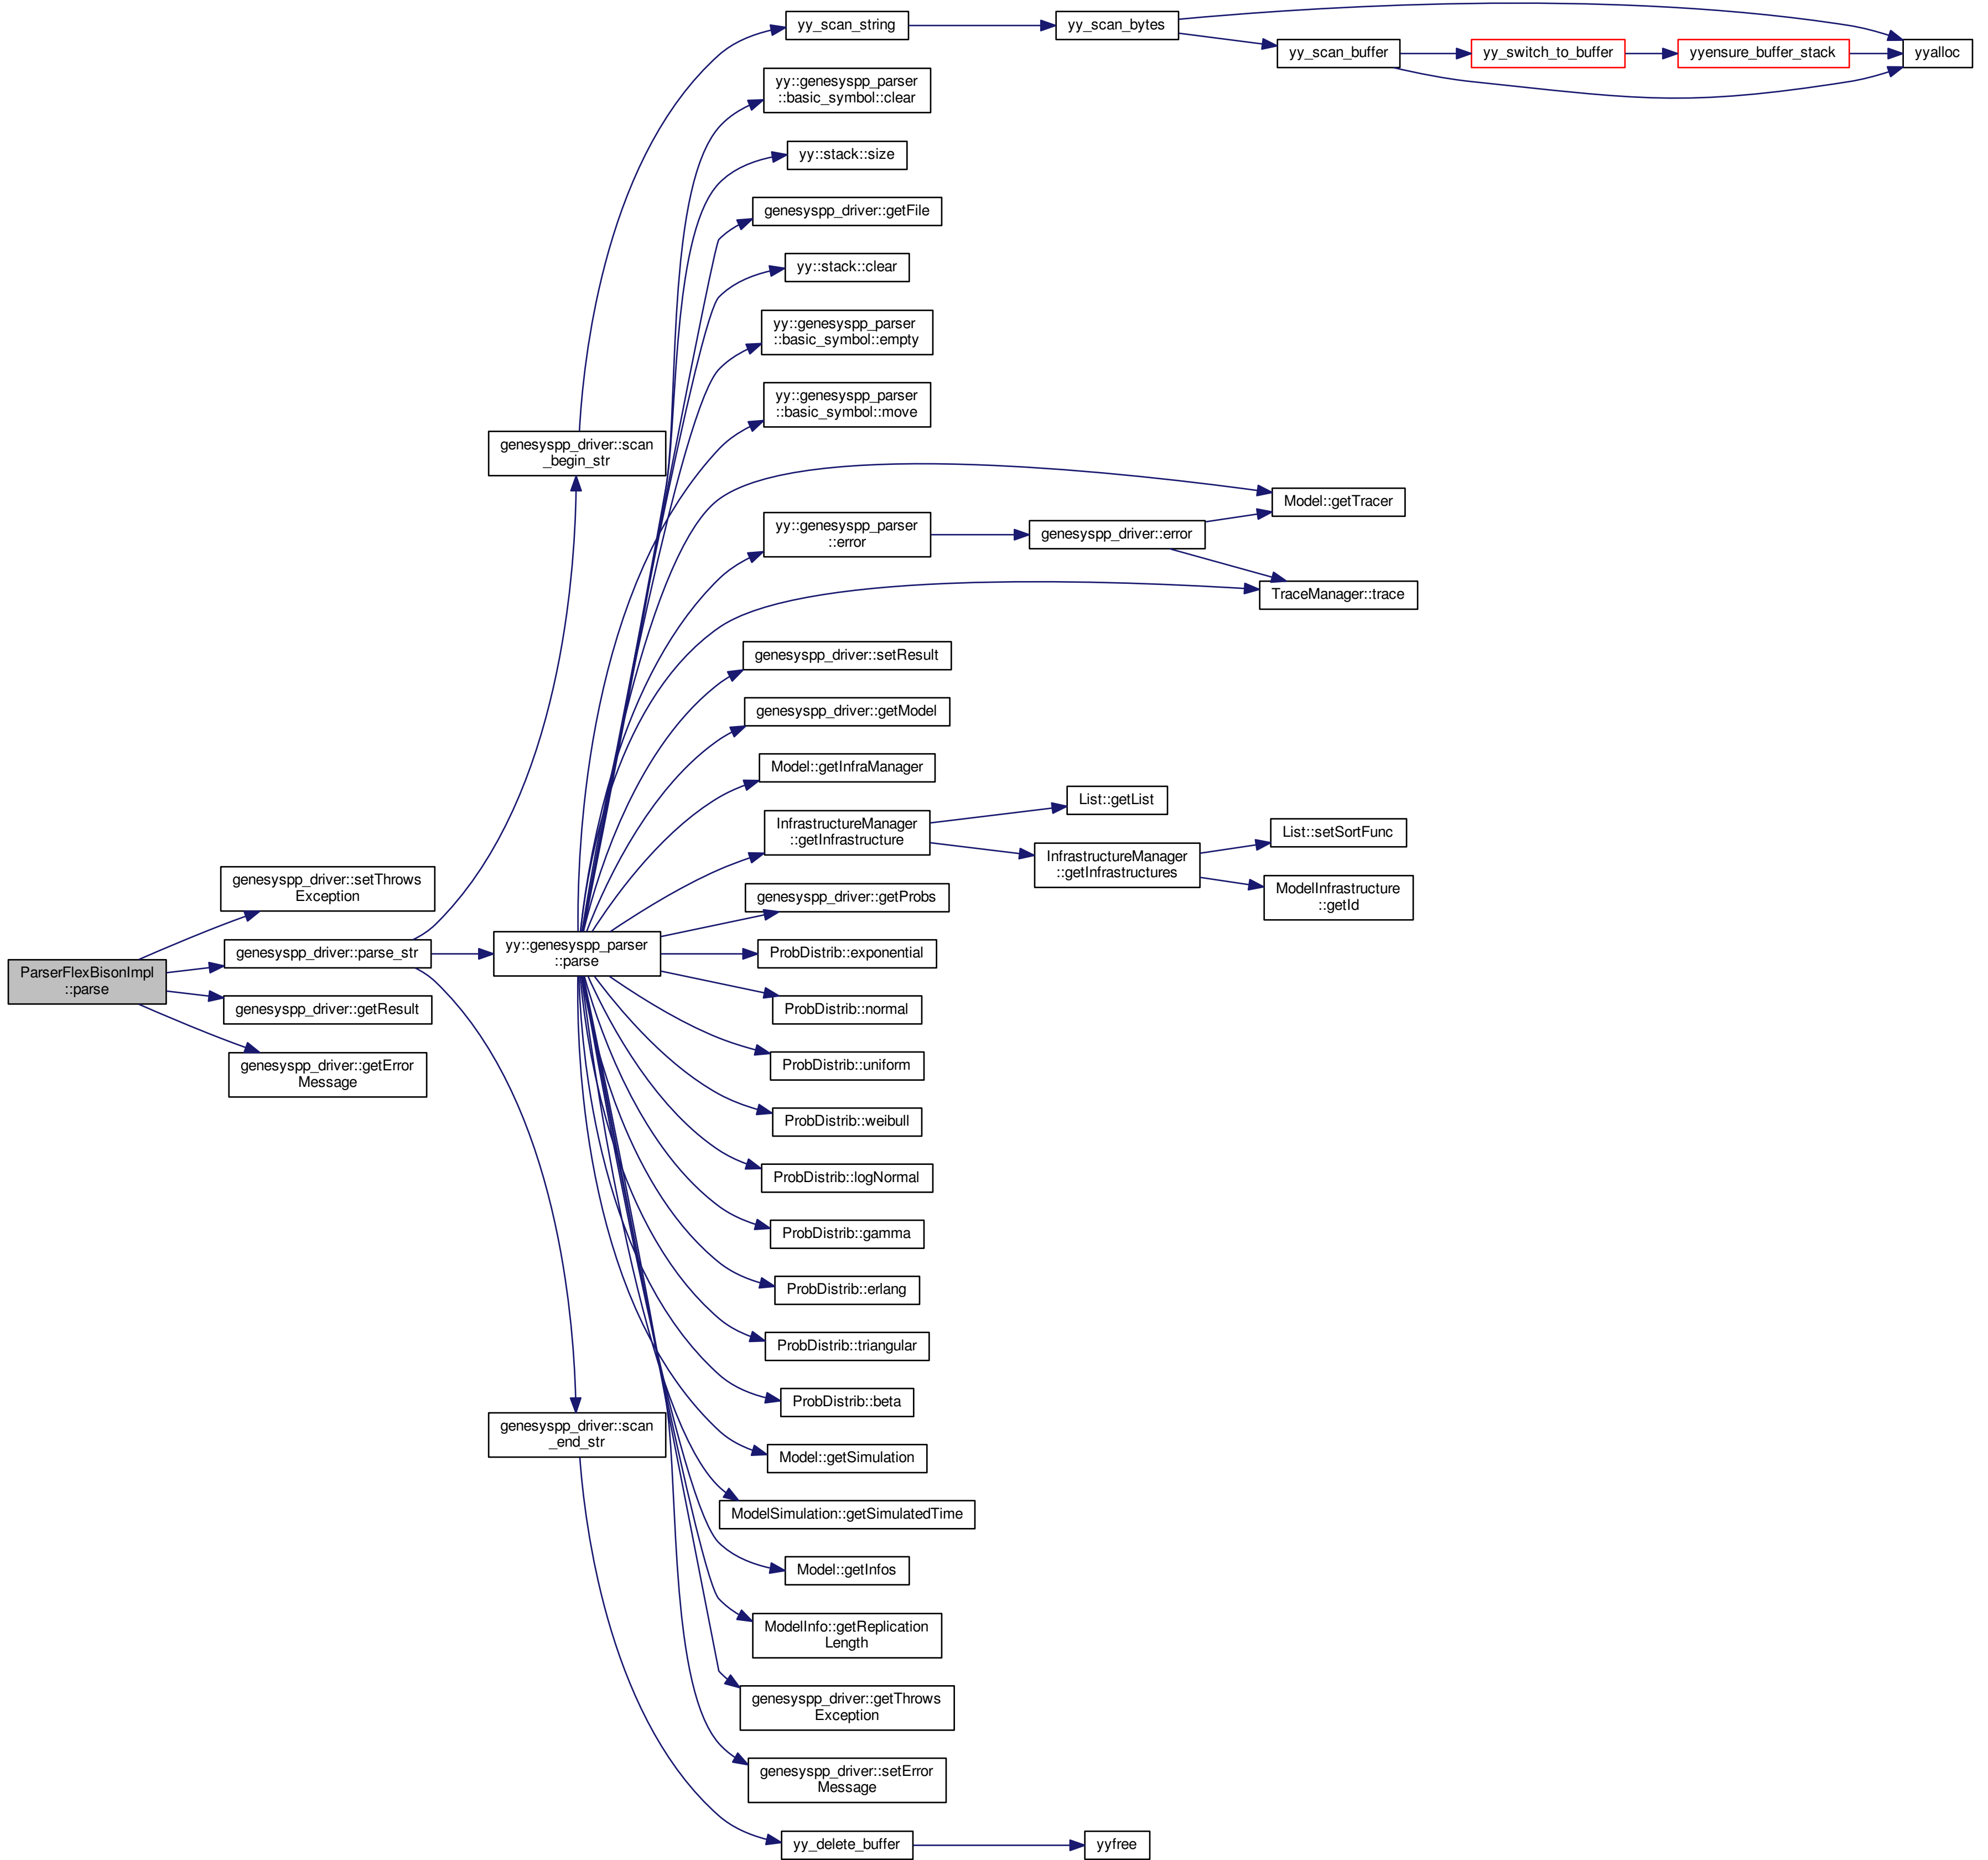 yy_scan_string
yy_scan_bytes
yy_scan_buffer
yy_switch_to_buffer
yyensure_buffer_stack
yyalloc
yy::genesyspp_parser
::basic_symbol::clear
yy::stack::size
genesyspp_driver::getFile
yy::stack::clear
yy::genesyspp_parser
::basic_symbol::empty
yy::genesyspp_parser
::basic_symbol::move
genesyspp_driver::scan
_begin_str
Model::getTracer
yy::genesyspp_parser
::error
genesyspp_driver::error
TraceManager::trace
genesyspp_driver::setResult
genesyspp_driver::getModel
Model::getInfraManager
InfrastructureManager
::getInfrastructure
List::getList
InfrastructureManager
::getInfrastructures
List::setSortFunc
ModelInfrastructure
::getId
genesyspp_driver::setThrows
Exception
genesyspp_driver::getProbs
ParserFlexBisonImpl
::parse
genesyspp_driver::parse_str
yy::genesyspp_parser
::parse
ProbDistrib::exponential
genesyspp_driver::getResult
ProbDistrib::normal
genesyspp_driver::getError
Message
ProbDistrib::uniform
ProbDistrib::weibull
ProbDistrib::logNormal
ProbDistrib::gamma
ProbDistrib::erlang
ProbDistrib::triangular
ProbDistrib::beta
genesyspp_driver::scan
_end_str
Model::getSimulation
ModelSimulation::getSimulatedTime
Model::getInfos
ModelInfo::getReplication
Length
genesyspp_driver::getThrows
Exception
genesyspp_driver::setError
Message
yy_delete_buffer
yyfree